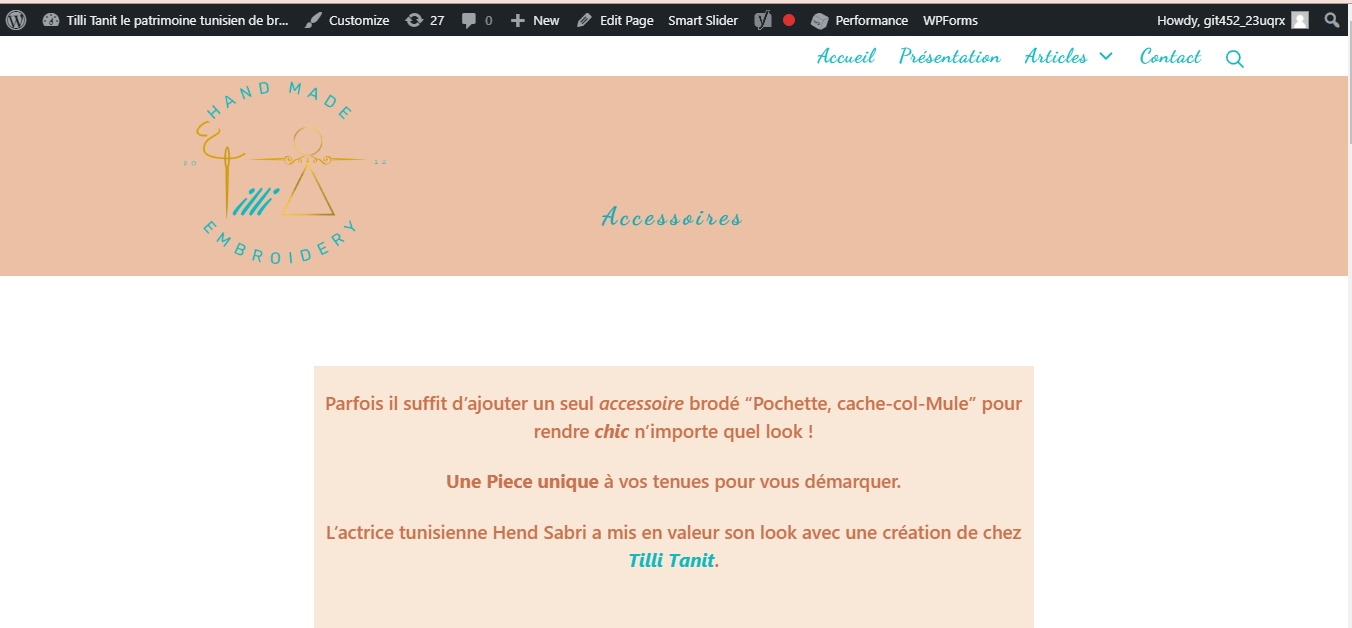 Tilli Tanit le patrimoine tunisien de br... Customize 27 0 New Edit Page Smart Slider Performance WPForms Howdy, git452_23uqrx
Accueil Présentation Articles Contact
HAND MADE
20 12
illi
EMBROIDERY
Accessoires
Parfois il suffit d’ajouter un seul accessoire brodé “Pochette, cache-col-Mule” pour
rendre chic n’importe quel look !
Une Piece unique à vos tenues pour vous démarquer.
L’actrice tunisienne Hend Sabri a mis en valeur son look avec une création de chez
Tilli Tanit.